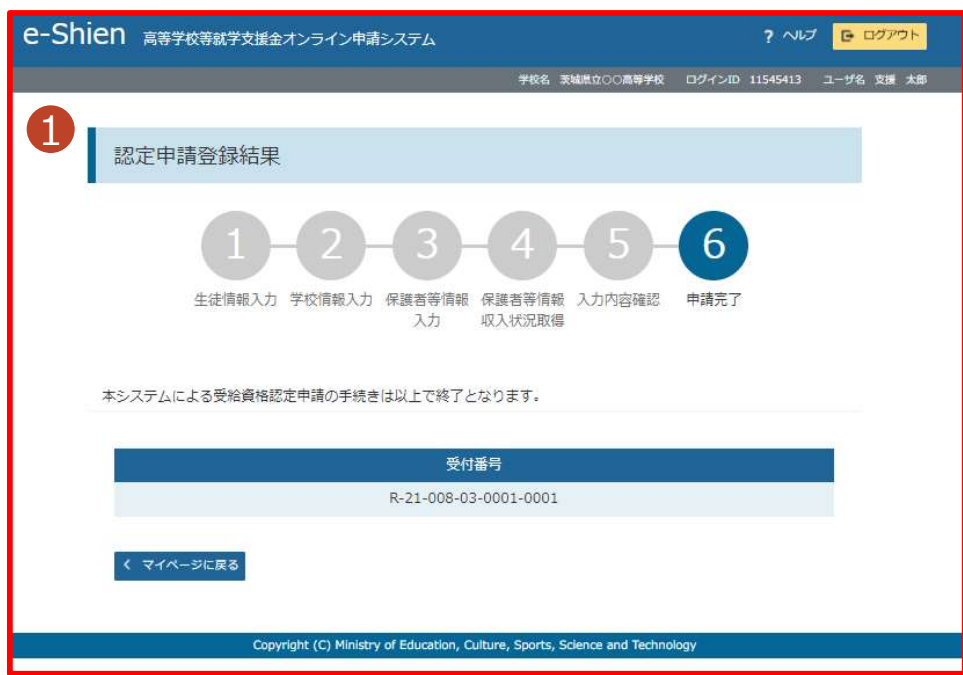 e-Shien 高等学校等就学支援金オンライン申請システム ? ヘルプ ログアウト
学校名 茨城県立○○高等学校 ログインID 11545413 ユーザ名 支援 太郎
1
認定申請登録結果
1 2 3 4 5 6
生徒情報入力 学校情報入力 保護者等情報 保護者等情報 入力内容確認 申請完了
入力 収入状況取得
本システムによる受給資格認定申請の手続きは以上で終了となります。
受付番号
R-21-008-03-0001-0001
マイページに戻る
Copyright (C) Ministry of Education, Culture, Sports, Science and Technology